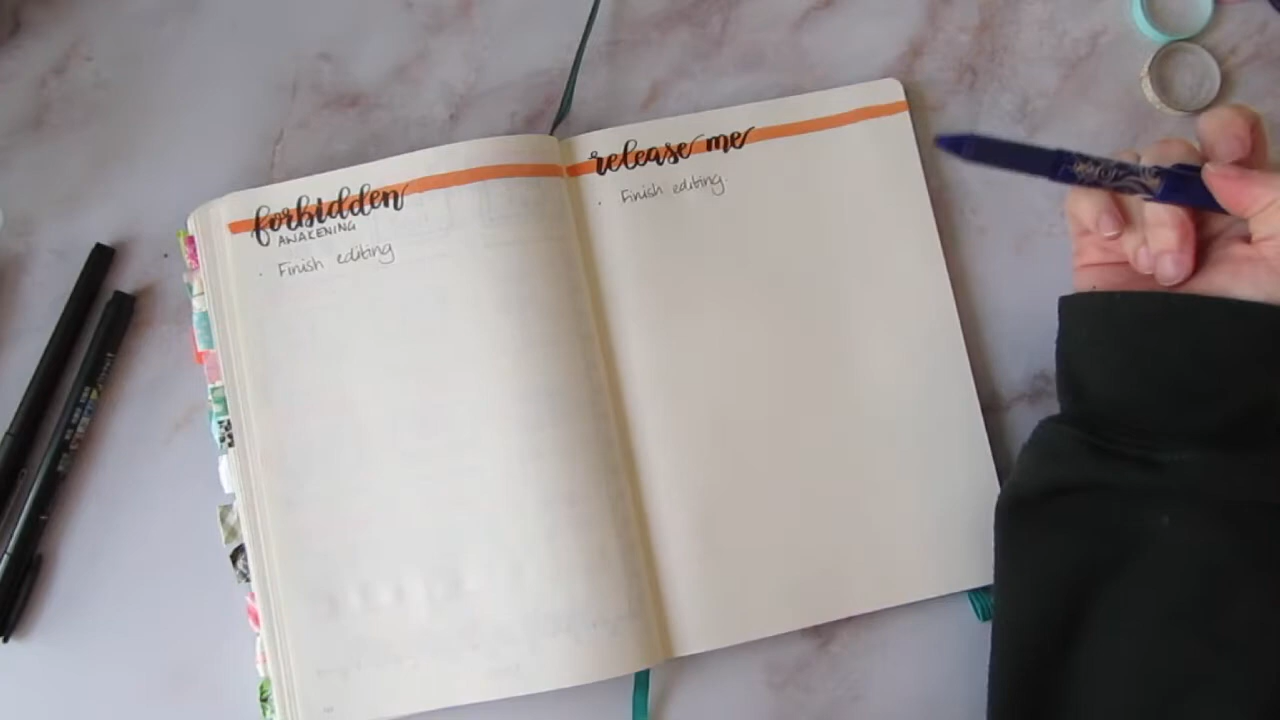 forbidden
AWAKENING
· Finish editing
release me
· Finish editing.